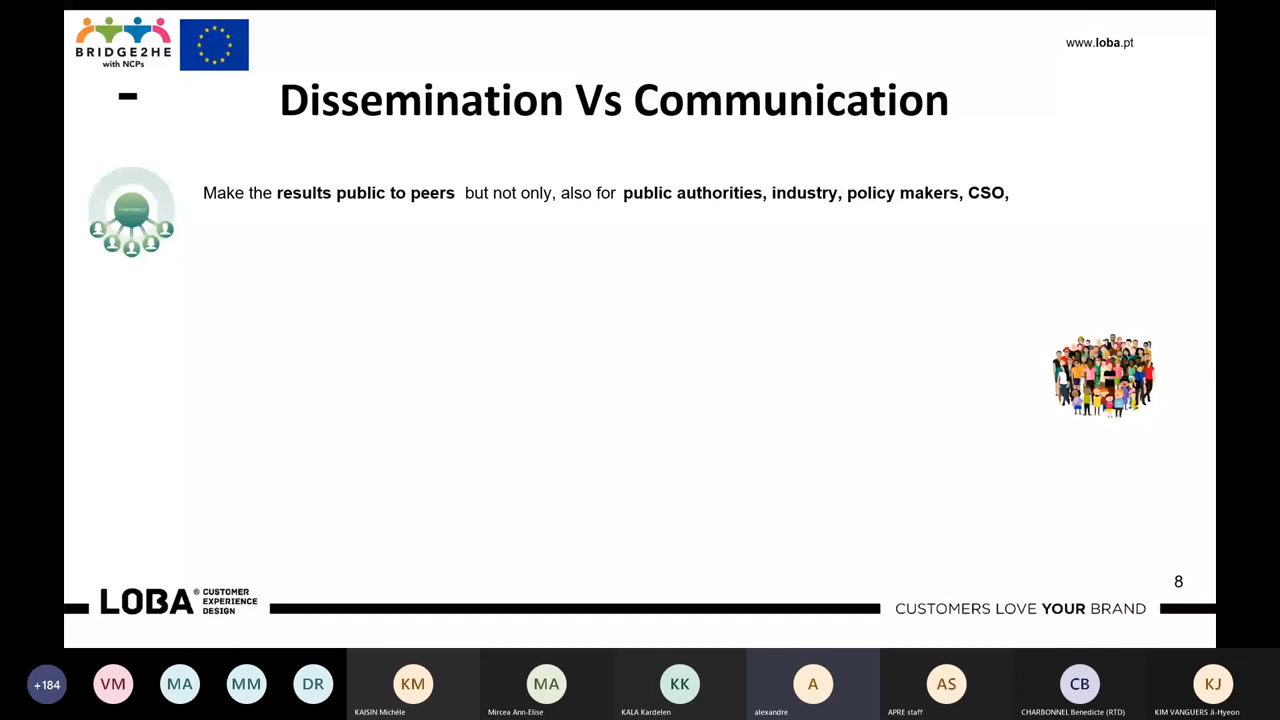 BRIDGE2HE
with NCPs
www.loba.pt
-
Dissemination Vs Communication
Make the results public to peers but not only, also for public authorities, industry, policy makers, CSO,
8
LOBA® CUSTOMER
EXPERIENCE
DESIGN
CUSTOMERS LOVE YOUR BRAND
+184
VM
MA
MM
DR
KM
MA
KK
A
AS
CB
KJ
KAISIN Michèle
Mircea Ann-Elise
KALA Kardelen
alexandre
APRE staff
CHARBONNEL Benedicte (RTD)
KIM VANGUERS Ji-Hyeon